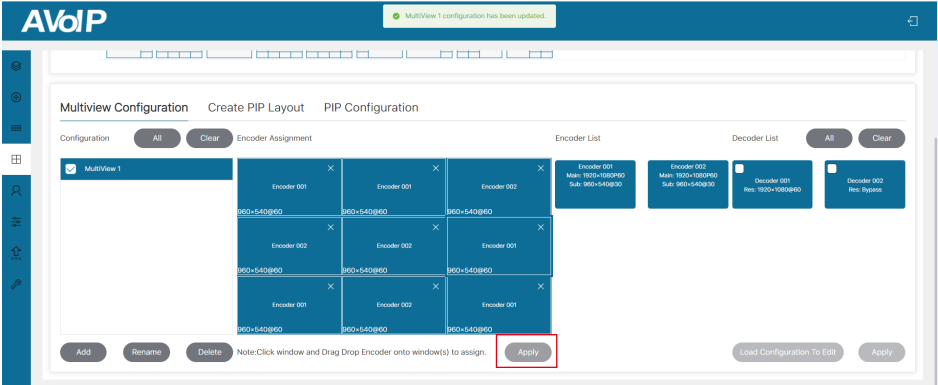 AVoIP
MultiView 1 configuration has been updated.
Multiview Configuration Create PIP Layout PIP Configuration
Configuration All Clear Encoder Assignment Encoder List Decoder List All Clear
MultiView 1
Encoder 001
960×540@60
Encoder 001
960×540@60
Encoder 002
960×540@60
Encoder 002
960×540@60
Encoder 002
960×540@60
Encoder 001
960×540@60
Encoder 001
960×540@60
Encoder 002
960×540@60
Encoder 001
960×540@60
Encoder 001
Main: 1920×1080P60
Sub: 960×540@30
Encoder 002
Main: 1920×1080P60
Sub: 960×540@30
Decoder 001
Res: 1920×1080@60
Decoder 002
Res: Bypass
Add Rename Delete Note:Click window and Drag Drop Encoder onto window(s) to assign. Apply Load Configuration To Edit Apply